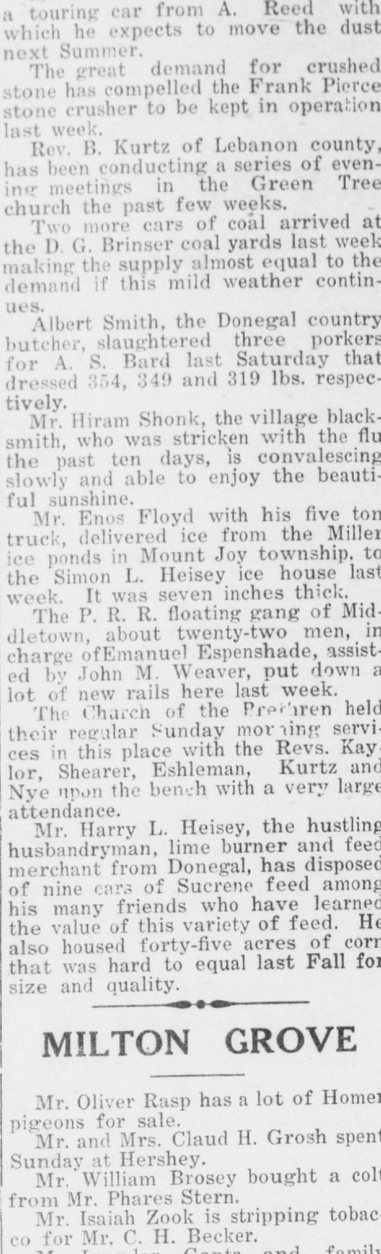 a touring car from A. Reed with
which he expects to move the dust
next Summer.
The great demand for crushed
stone has compelled the Frank Pierce
stone crusher to be kept in operation
last week.
Rev. B. Kurtz of Lebanon county,
has been conducting a series of even-
ing meetings in the Green Tree
church the past few weeks.
Two more cars of coal arrived at
the D. G. Brinser coal yards last week
making the supply almost equal to the
demand if this mild weather contin-
ues.
Albert Smith, the Donegal country
butcher, slaughtered three porkers
for A. S. Bard last Saturday that
dressed 354, 349 and 319 lbs. respec-
tively.
Mr. Hiram Shonk, the village black-
smith, who was stricken with the flu
the past ten days, is convalescing
slowly and able to enjoy the beauti-
ful sunshine.
Mr. Enos Floyd with his five ton
truck, delivered ice from the Miller
ice ponds in Mount Joy township, to
the Simon L. Heisey ice house last
week. It was seven inches thick.
The P. R. R. floating gang of Mid-
dletown, about twenty-two men, in
charge ofEmanuel Espenshade, assist-
ed by John M. Weaver, put down a
lot of new rails here last week.
The Church of the Brethren held
their regular Sunday morning servi-
ces in this place with the Revs. Kay-
lor, Shearer, Eshleman, Kurtz and
Nye upon the bench with a very large
attendance.
Mr. Harry L. Heisey, the hustling
husbandryman, lime burner and feed
merchant from Donegal, has disposed
of nine cars of Sucrene feed among
his many friends who have learned
the value of this variety of feed. He
also housed forty-five acres of corn
that was hard to equal last Fall for
size and quality.
MILTON GROVE
Mr. Oliver Rasp has a lot of Homer
pigeons for sale.
Mr. and Mrs. Claud H. Grosh spent
Sunday at Hershey.
Mr. William Brosey bought a colt
from Mr. Phares Stern.
Mr. Isaiah Zook is stripping tobac-
co for Mr. C. H. Becker.